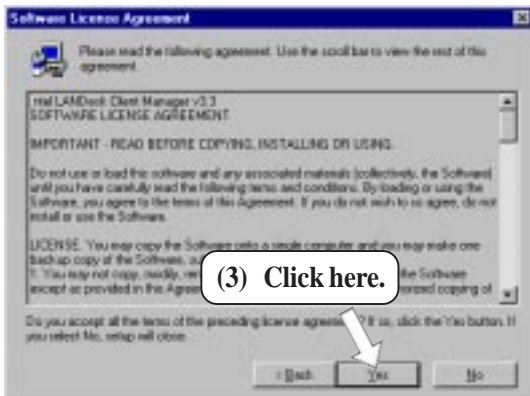 Software License Agreement
Please read the following agreement. Use the scroll bar to view the rest of this
agreement.
Intel LANDesk Client Manager v3.3
SOFTWARE LICENSE AGREEMENT
IMPORTANT - READ BEFORE COPYING, INSTALLING OR USING.
Do not use or load this software and any associated materials (collectively, the Software)
until you have carefully read the following terms and conditions. By loading or using the
Software, you agree to the terms of this Agreement. If you do not wish to so agree, do not
install or use the Software.
LICENSE. You may copy the Software onto a single computer and you may make one
backup copy of the Software,
1. You may not copy, modify, the Software
except as provided in the copying of
(3) Click here.
Do you accept all the terms of the preceding license agreement? If so, click the Yes button. If
you select No, setup will close.
< Back
Yes
No